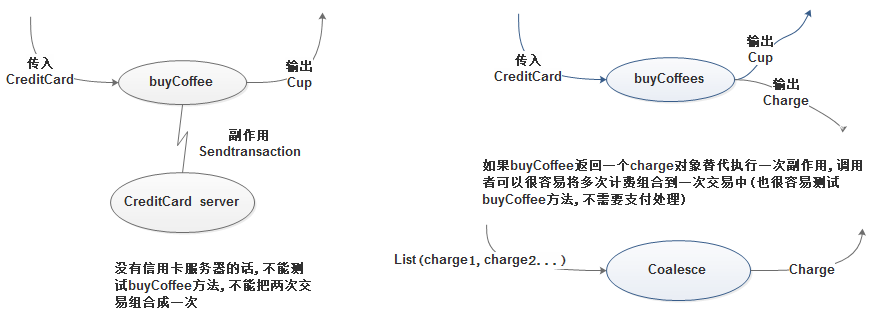 传入
CreditCard
buyCoffee
输出
Cup
副作用
Sendtransaction
CreditCard server
没有信用卡服务器的话,不能测
试buyCoffee方法,不能把两次交
易组合成一次
传入
CreditCard
buyCoffees
输出
Cup
输出
Charge
如果buyCoffee返回一个charge对象替代执行一次副作用,调用
者可以很容易将多次计费组合到一次交易中(也很容易测试
buyCoffee方法,不需要支付处理)
List(charge1, charge2...)
Coalesce
Charge